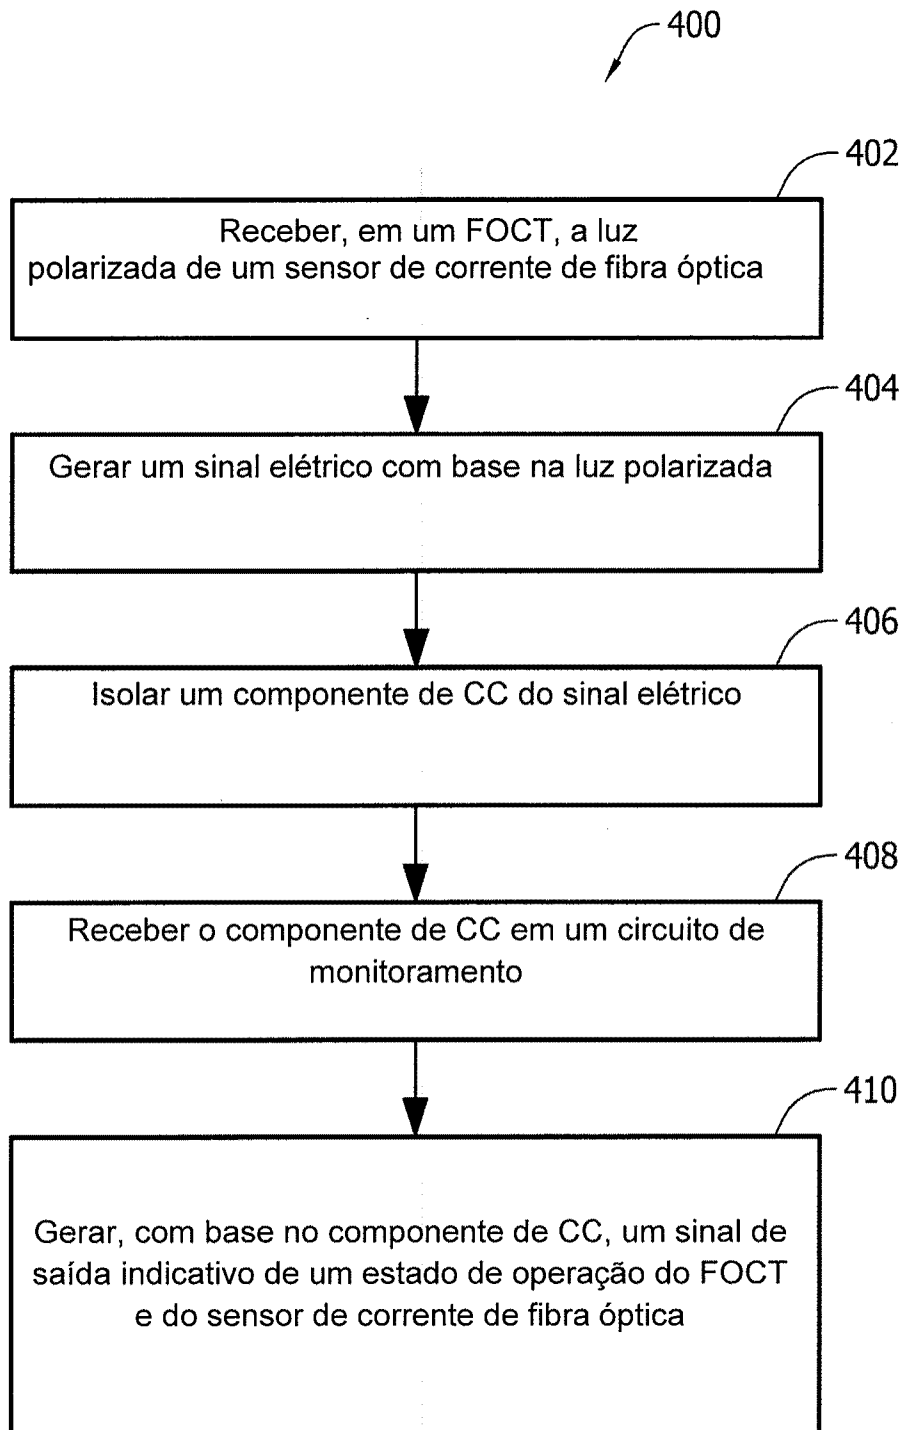 400
402
Receber, em um FOCT, a luz
polarizada de um sensor de corrente de fibra óptica
404
Gerar um sinal elétrico com base na luz polarizada
406
Isolar um componente de CC do sinal elétrico
408
Receber o componente de CC em um circuito de
monitoramento
410
Gerar, com base no componente de CC, um sinal de
saída indicativo de um estado de operação do FOCT
e do sensor de corrente de fibra óptica